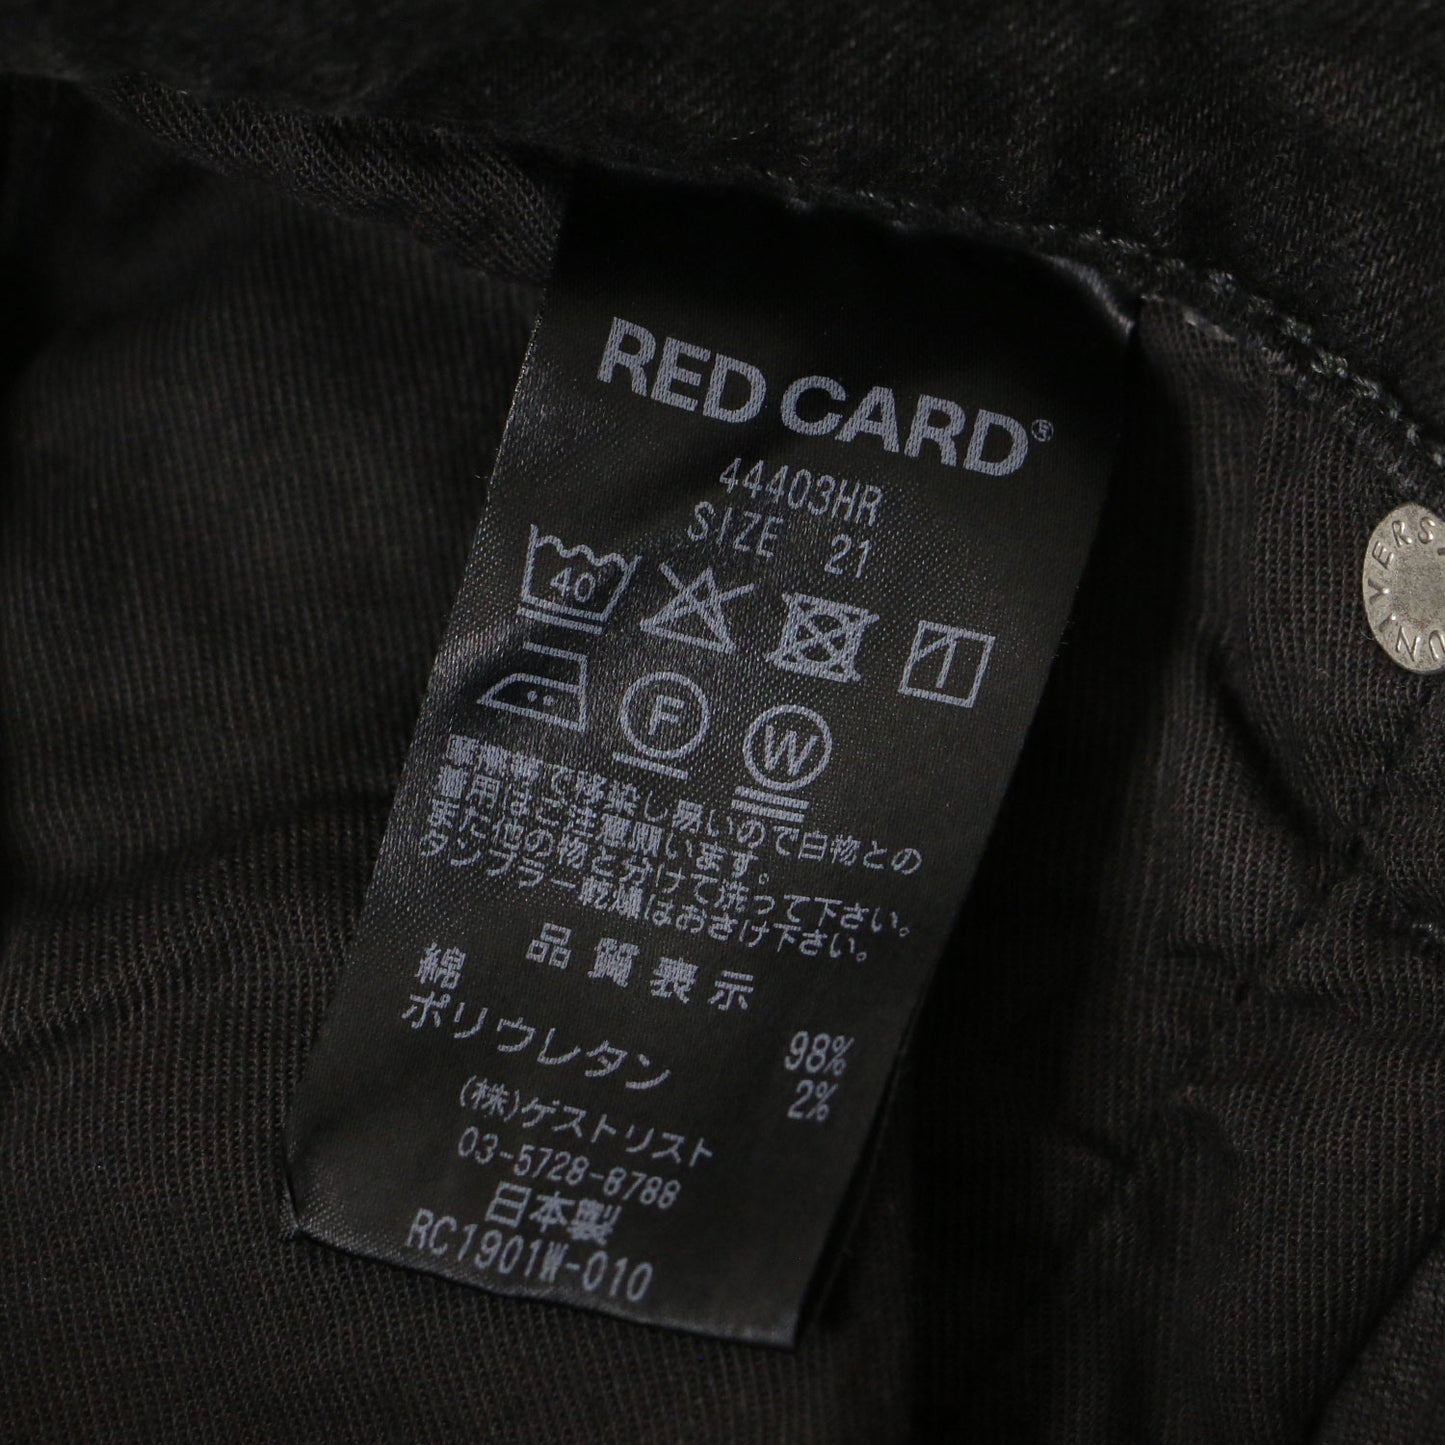 RED CARD®
44403HR
SIZE 21
40
F
W
摩擦等で移染し易いので白物との
着用はご注意願います。
また他の物と分けて洗って下さい。
タンブラー乾燥はおさけ下さい。
品質表示
綿 98%
ポリウレタン 2%
(株)ゲストリスト
03-5728-8788
日本製
RC1901W-010
UNIVERS